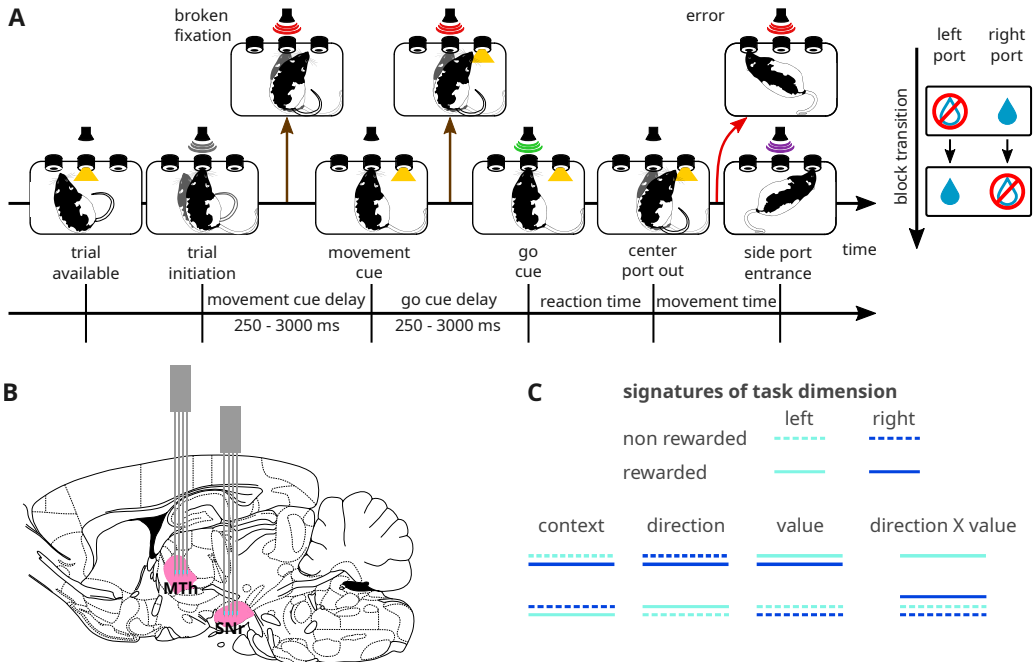 A
broken
fixation
error
left
port
right
port
block transition
trial
available
trial
initiation
movement
cue
go
cue
center
port out
side port
entrance
time
movement cue delay
go cue delay
reaction time
movement time
250 - 3000 ms
250 - 3000 ms
B
MTh
SNr
C
signatures of task dimension
left
right
non rewarded
rewarded
context
direction
value
direction X value